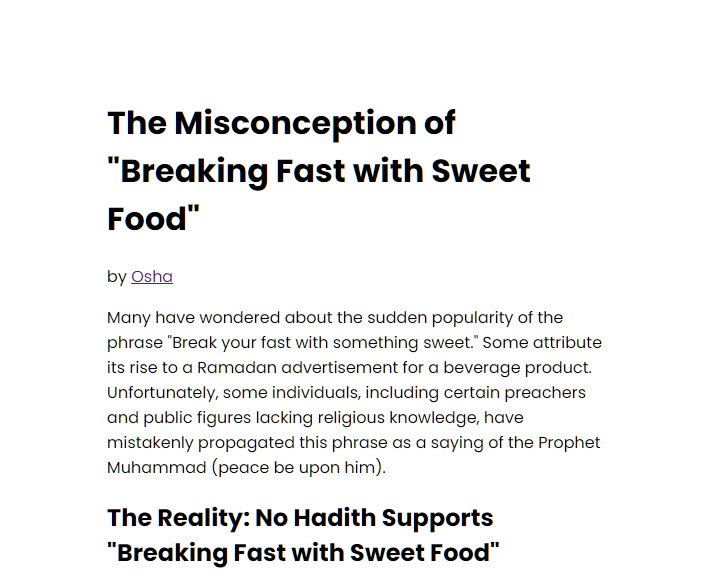 The Misconception of
"Breaking Fast with Sweet
Food"
by Osha
Many have wondered about the sudden popularity of the
phrase "Break your fast with something sweet." Some attribute
its rise to a Ramadan advertisement for a beverage product.
Unfortunately, some individuals, including certain preachers
and public figures lacking religious knowledge, have
mistakenly propagated this phrase as a saying of the Prophet
Muhammad (peace be upon him).
The Reality: No Hadith Supports
"Breaking Fast with Sweet Food"